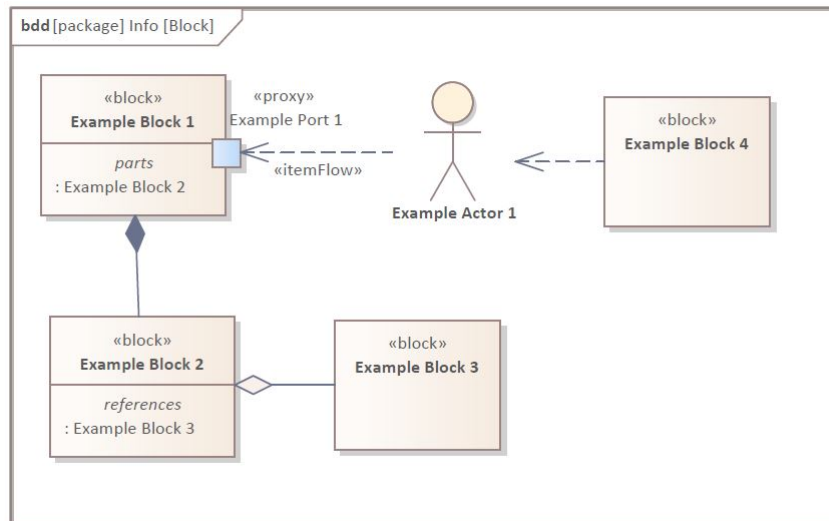 bdd [package] Info [Block]
«block»
Example Block 1
parts
: Example Block 2
«proxy»
Example Port 1
«itemFlow»
Example Actor 1
«block»
Example Block 4
«block»
Example Block 2
references
: Example Block 3
«block»
Example Block 3